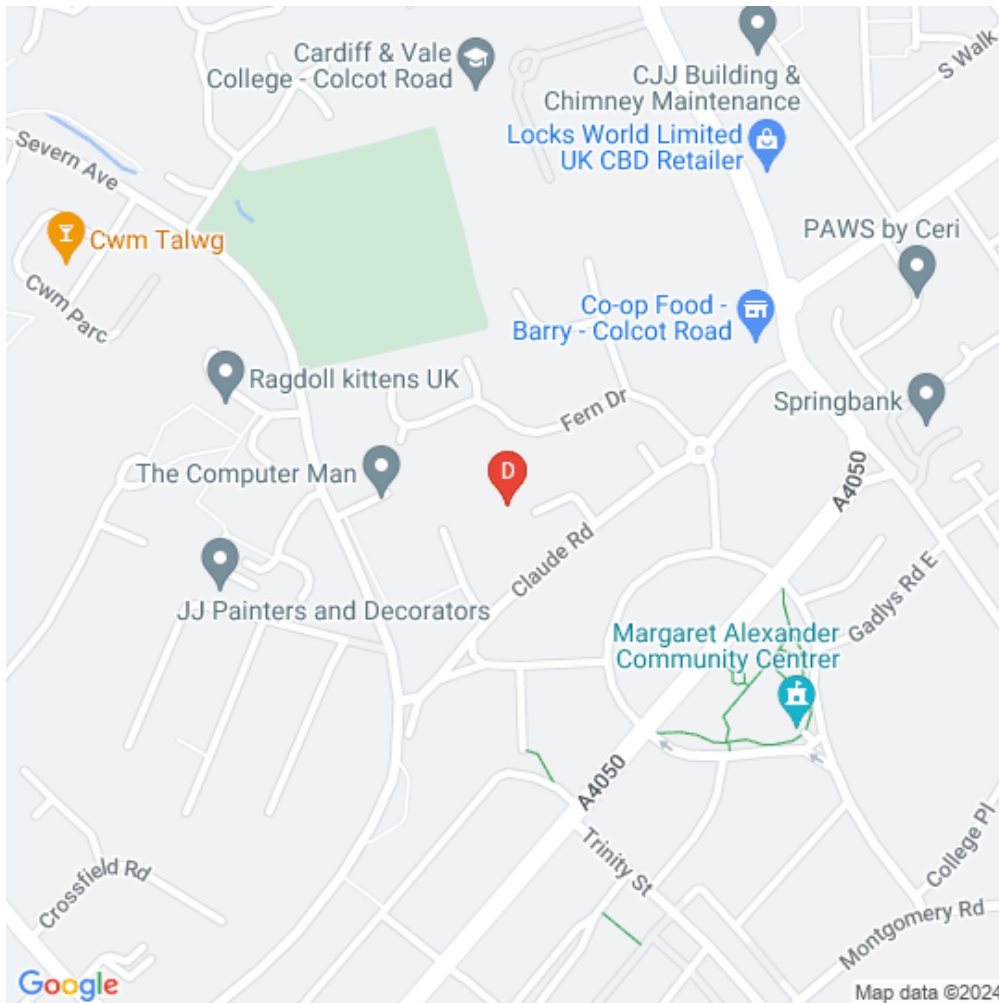 Cardiff & Vale
College - Colcot Road
CJJ Building &
Chimney Maintenance
S Walk
Locks World Limited
UK CBD Retailer
Severn Ave
Cwm Talwg
PAWS by Ceri
Cwm Parc
Co-op Food -
Barry - Colcot Road
Ragdoll kittens UK
Fern Dr
Springbank
The Computer Man
D
A4050
Claude Rd
JJ Painters and Decorators
Gadlys Rd E
Margaret Alexander
Community Centrer
A4050
Trinity St
College Pl
Crossfield Rd
Montgomery Rd
Google
Map data ©2024